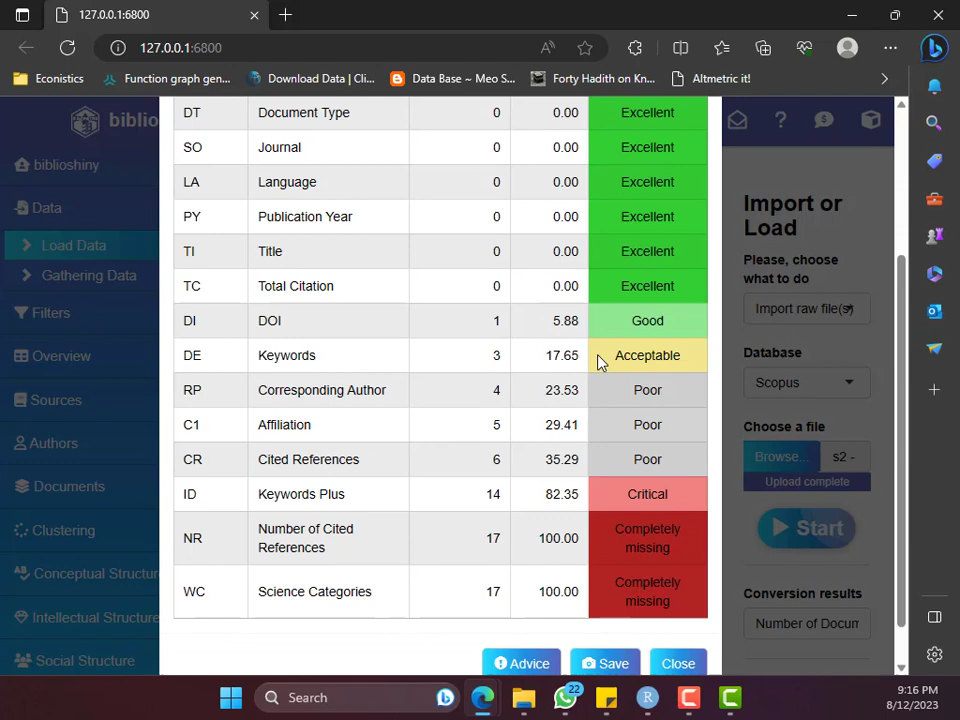 127.0.0.1:6800
127.0.0.1:6800
Econistics
Function graph gen...
Download Data | Cli...
Data Base ~ Meo S...
Forty Hadith on Kn...
Altmetric it!
biblio
biblioshiny
Data
Load Data
Gathering Data
Filters
Overview
Sources
Authors
Documents
Clustering
Conceptual Structur
Intellectual Structure
Social Structure
DT Document Type 0 0.00 Excellent
SO Journal 0 0.00 Excellent
LA Language 0 0.00 Excellent
PY Publication Year 0 0.00 Excellent
TI Title 0 0.00 Excellent
TC Total Citation 0 0.00 Excellent
DI DOI 1 5.88 Good
DE Keywords 3 17.65 Acceptable
RP Corresponding Author 4 23.53 Poor
C1 Affiliation 5 29.41 Poor
CR Cited References 6 35.29 Poor
ID Keywords Plus 14 82.35 Critical
NR Number of Cited References 17 100.00 Completely missing
WC Science Categories 17 100.00 Completely missing
Advice
Save
Close
Import or
Load
Please, choose
what to do
Import raw file(s)
Database
Scopus
Choose a file
Browse... s2 -
Upload complete
Start
Conversion results
Number of Docum
Search
22
9:16 PM
8/12/2023